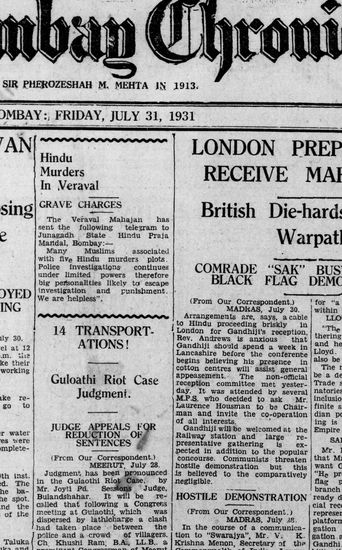 mbay Chroni
SIR PHEROZESHAH M. MEHTA IN 1913.
OMBAY: FRIDAY, JULY 31, 1931
Hindu
Murders
In Veraval
GRAVE CHARGES
The Veraval Mahajan has
sent the following telegram to
Junagadh State Hindu Praja
Mandal, Bombay:—
Many Muslims associated
with five Hindu murders plots.
Police investigations continues
under limited powers therefore
big personalities likely to escape
investigation and punishment.
We are helpless".
14 TRANSPORT-
ATIONS!
Guloathi Riot Case
Judgment.
JUDGE APPEALS FOR
REDUCTION OF
SENTENCES
(From Our Correspondent.)
MEERUT, July 28.
Judgment has been pronounced
in the Guloathi Riot Case, by
Mr. Joyti Pd. Sessions Judge,
Bulandshahar. It will be re-
called that following a Congress
meeting at Guloathi, which was
dispersed by lathicharge a clash
had taken place between the
police and a crowd of villagers.
Ch. Khushi Ram, B.A., LL.B., a
LONDON PREP
RECEIVE MA
British Die-hards
Warpat
COMRADE "SAK" BUS
BLACK FLAG DEMO
(From Our Correspondent.)
MADRAS, July 30.
Arrangements are, says, a cable
to Hindu proceeding briskly in
London for Gandhiji's reception.
Rev. Andrews is anxious that
Gandhiji should spend a week in
Lancashire before the conference
begins believing his presence in
cotton centres will assist general
appeasement. The non-official
reception committee met yester-
day. It was attended by several
M.P.S. who decided to ask Mr.
Laurence Housman to be Chair-
man and invite the co-operation
of all interests.
Gandhiji will be welcomed at the
Railway station and large re-
presentative gathering is ex-
pected in addition to the popular
concourse. Communists threaten
hostile demonstration but this
is believed to be comparatively
negligible.
HOSTILE DEMONSTRATION
(From Our Correspondent.)
MADRAS, July
In the course of a communica-
tion to "Swarajya", Mr. V. K.
Krishna Menon, Secretary of the